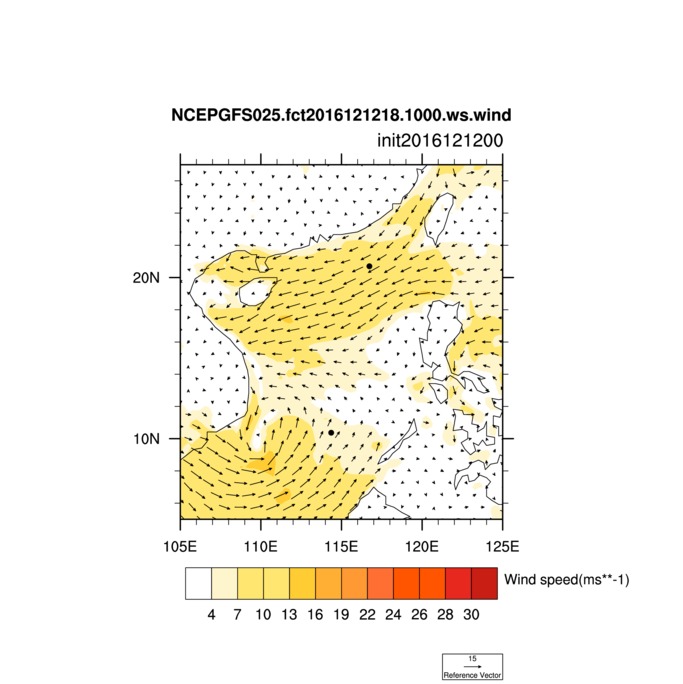 NCEPGFS025.fct2016121218.1000.ws.wind
init2016121200
20N
10N
105E 110E 115E 120E 125E
4 7 10 13 16 19 22 24 26 28 30
Wind speed(ms**-1)
15
Reference Vector